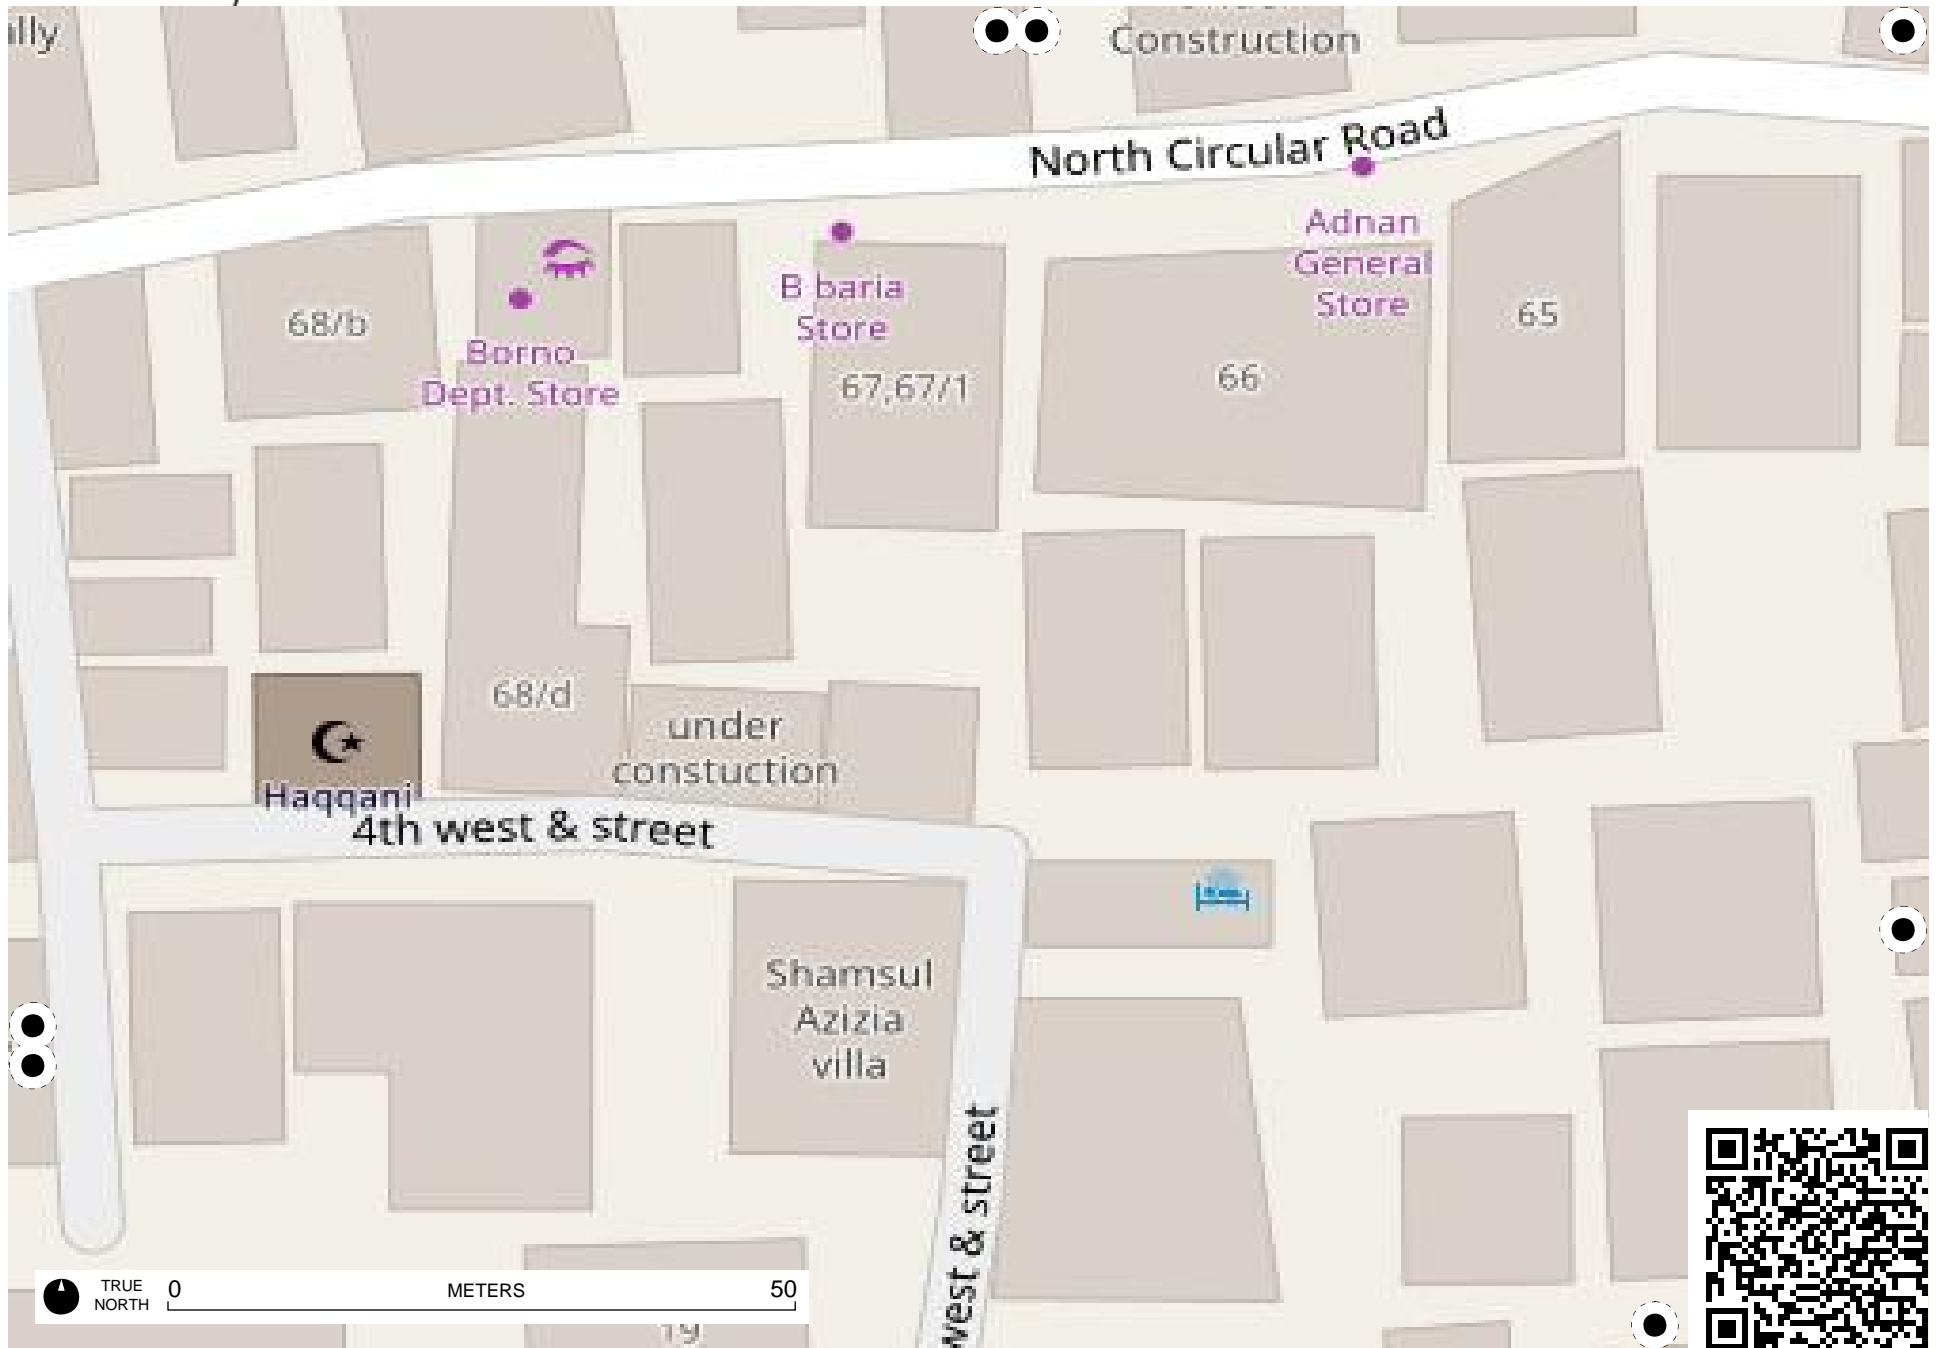 Construction
North Circular Road
Adnan
General
Store
B baria
Store
68/b
65
Borno
Dept. Store
67,67/1
66
68/d
under
constuction
Haqqani
4th west & street
Shamsul
Azizia
villa
west & street
TRUE
NORTH
0
METERS
50
19